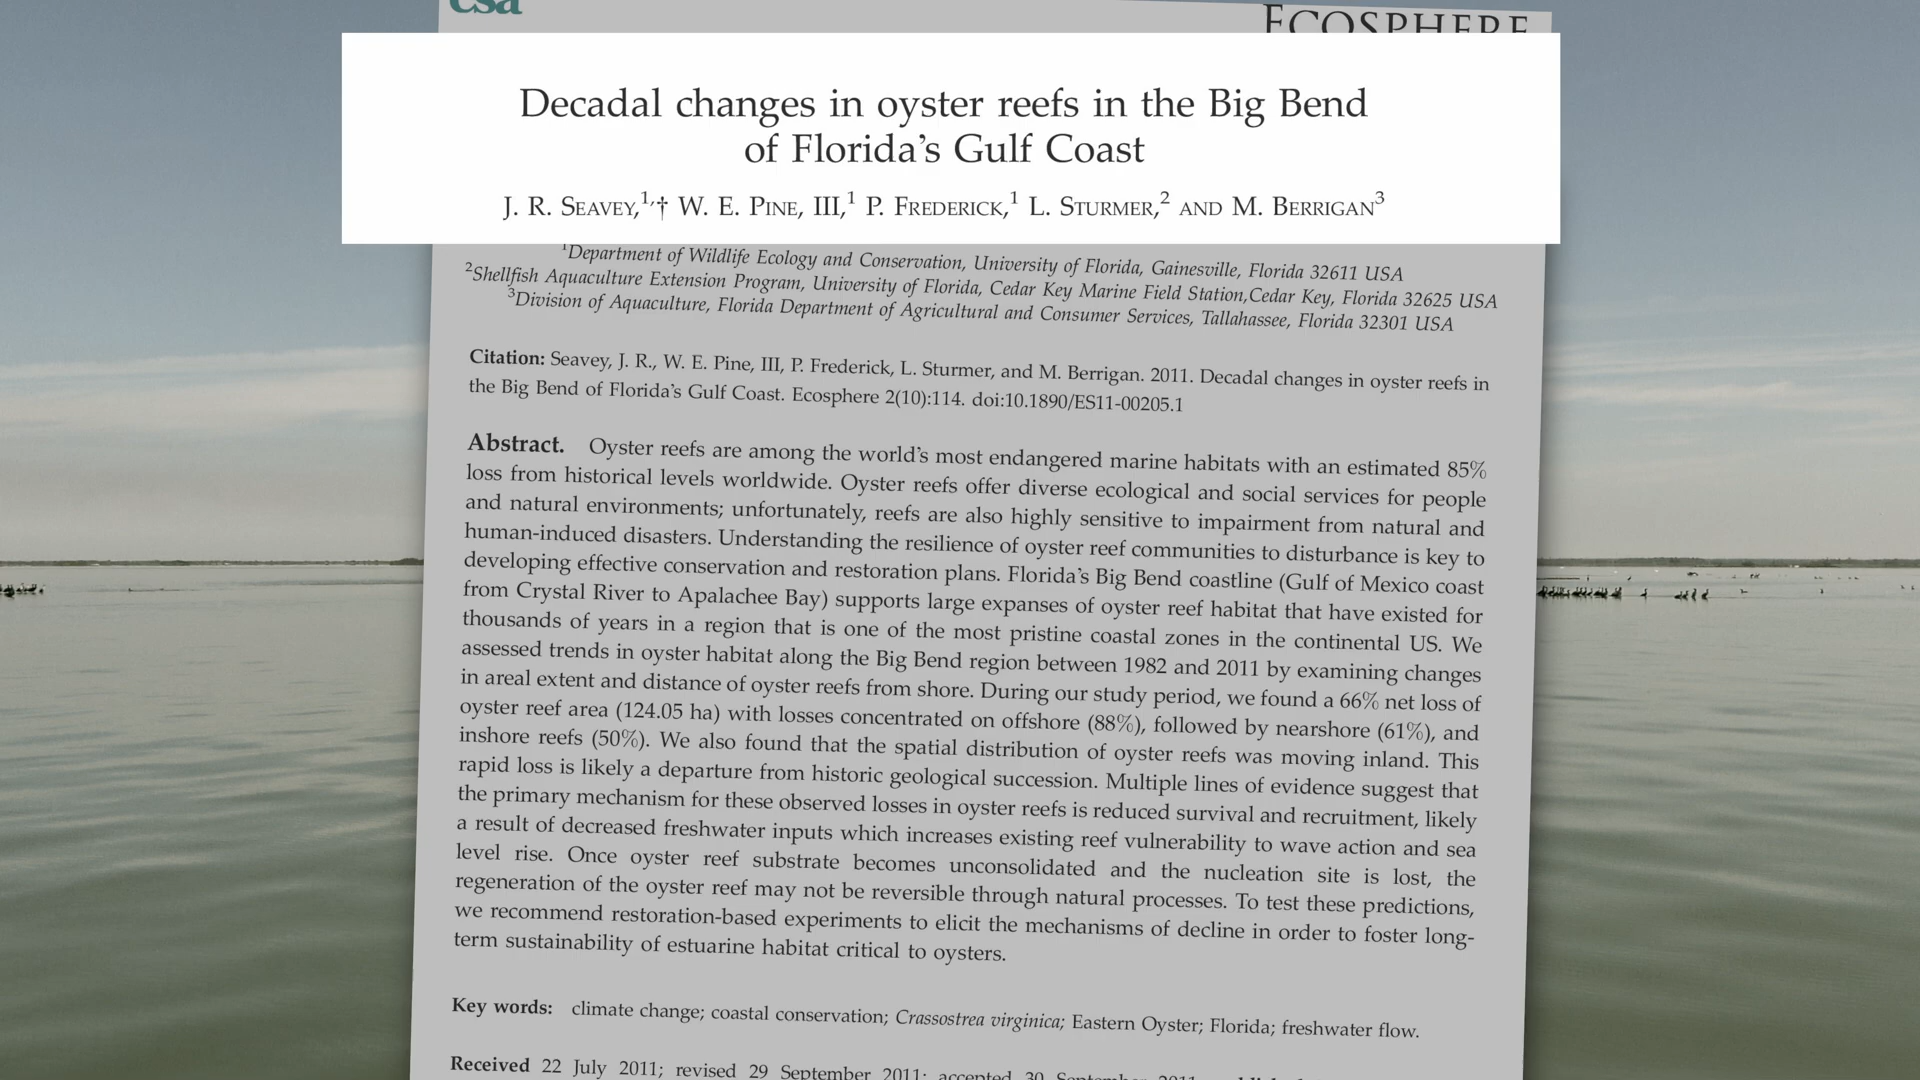 esa
ECOSPHERE
Decadal changes in oyster reefs in the Big Bend
of Florida's Gulf Coast
J. R. Seavey,1,† W. E. Pine, III,1 P. Frederick,1 L. Sturmer,2 and M. Berrigan3
1Department of Wildlife Ecology and Conservation, University of Florida, Gainesville, Florida 32611 USA
2Shellfish Aquaculture Extension Program, University of Florida, Cedar Key Marine Field Station,Cedar Key, Florida 32625 USA
3Division of Aquaculture, Florida Department of Agricultural and Consumer Services, Tallahassee, Florida 32301 USA
Citation: Seavey, J. R., W. E. Pine, III, P. Frederick, L. Sturmer, and M. Berrigan. 2011. Decadal changes in oyster reefs in
the Big Bend of Florida's Gulf Coast. Ecosphere 2(10):114. doi:10.1890/ES11-00205.1
Abstract. Oyster reefs are among the world's most endangered marine habitats with an estimated 85%
loss from historical levels worldwide. Oyster reefs offer diverse ecological and social services for people
and natural environments; unfortunately, reefs are also highly sensitive to impairment from natural and
human-induced disasters. Understanding the resilience of oyster reef communities to disturbance is key to
developing effective conservation and restoration plans. Florida's Big Bend coastline (Gulf of Mexico coast
from Crystal River to Apalachee Bay) supports large expanses of oyster reef habitat that have existed for
thousands of years in a region that is one of the most pristine coastal zones in the continental US. We
assessed trends in oyster habitat along the Big Bend region between 1982 and 2011 by examining changes
in areal extent and distance of oyster reefs from shore. During our study period, we found a 66% net loss of
oyster reef area (124.05 ha) with losses concentrated on offshore (88%), followed by nearshore (61%), and
inshore reefs (50%). We also found that the spatial distribution of oyster reefs was moving inland. This
rapid loss is likely a departure from historic geological succession. Multiple lines of evidence suggest that
the primary mechanism for these observed losses in oyster reefs is reduced survival and recruitment, likely
a result of decreased freshwater inputs which increases existing reef vulnerability to wave action and sea
level rise. Once oyster reef substrate becomes unconsolidated and the nucleation site is lost, the
regeneration of the oyster reef may not be reversible through natural processes. To test these predictions,
we recommend restoration-based experiments to elicit the mechanisms of decline in order to foster long-
term sustainability of estuarine habitat critical to oysters.
Key words: climate change; coastal conservation; Crassostrea virginica; Eastern Oyster; Florida; freshwater flow.
Received 22 July 2011; revised 29 September 2011; accepted 30 September 2011